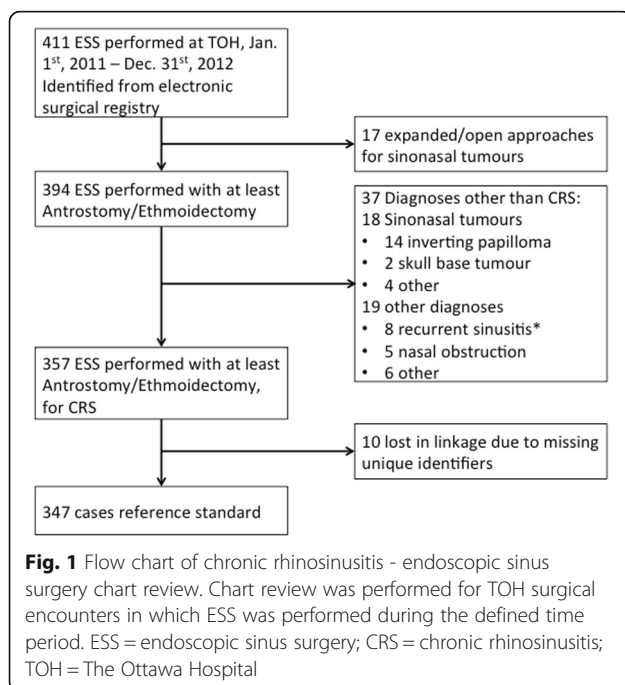 411 ESS performed at TOH, Jan.
1st, 2011 – Dec. 31st, 2012
Identified from electronic
surgical registry
17 expanded/open approaches
for sinonasal tumours
394 ESS performed with at least
Antrostomy/Ethmoidectomy
37 Diagnoses other than CRS:
18 Sinonasal tumours
• 14 inverting papilloma
• 2 skull base tumour
• 4 other
19 other diagnoses
• 8 recurrent sinusitis*
• 5 nasal obstruction
• 6 other
357 ESS performed with at least
Antrostomy/Ethmoidectomy,
for CRS
10 lost in linkage due to missing
unique identifiers
347 cases reference standard
Fig. 1 Flow chart of chronic rhinosinusitis - endoscopic sinus
surgery chart review. Chart review was performed for TOH surgical
encounters in which ESS was performed during the defined time
period. ESS = endoscopic sinus surgery; CRS = chronic rhinosinusitis;
TOH = The Ottawa Hospital